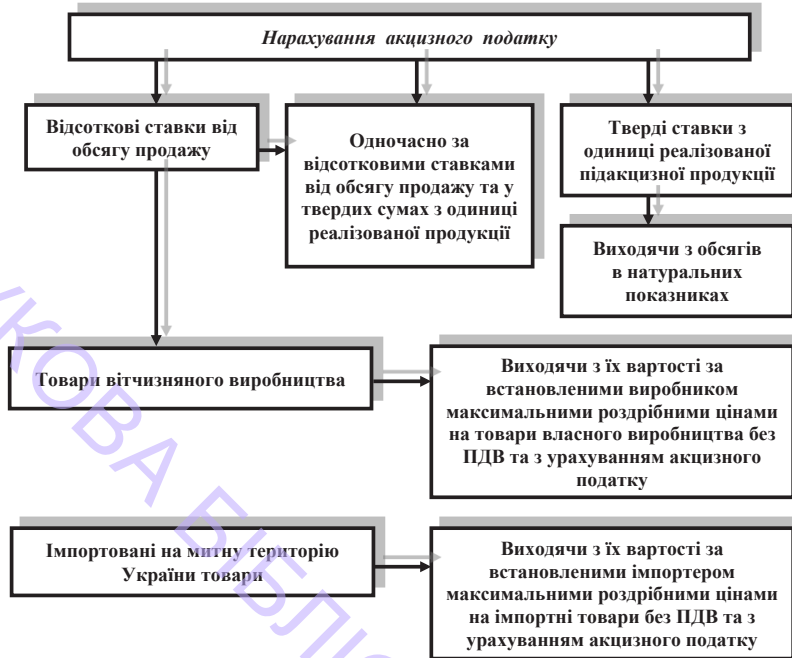 Нарахування акцизного податку
Відсоткові ставки від
обсягу продажу
Одночасно за
відсотковими ставками
від обсягу продажу та у
твердих сумах з одиниці
реалізованої продукції
Тверді ставки з
одиниці реалізованої
підакцизної продукції
Виходячи з обсягів
в натуральних
показниках
Товари вітчизняного виробництва
Виходячи з їх вартості за
встановленими виробником
максимальними роздрібними цінами
на товари власного виробництва без
ПДВ та з урахуванням акцизного
податку
Імпортовані на митну територію
України товари
Виходячи з їх вартості за
встановленими імпортером
максимальними роздрібними цінами
на імпортні товари без ПДВ та з
урахуванням акцизного податку